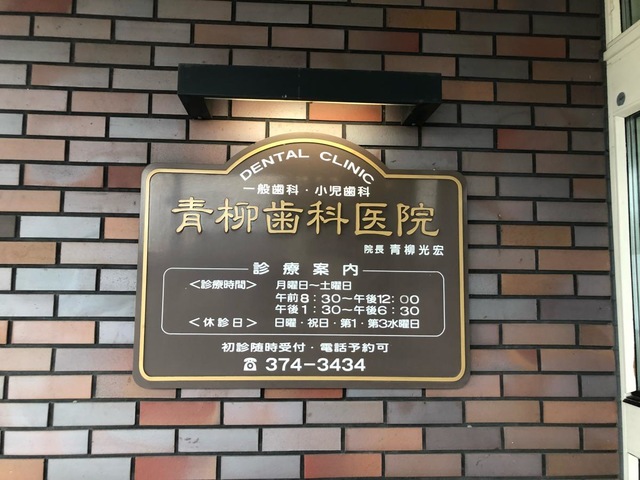 DENTAL CLINIC
一般歯科・小児歯科
青柳歯科医院
院長 青柳光宏
診療案内
<診療時間> 月曜日〜土曜日
午前8:30〜午後12:00
午後1:30〜午後6:30
<休診日> 日曜・祝日・第1・第3水曜日
初診随時受付・電話予約可
☎ 374-3434